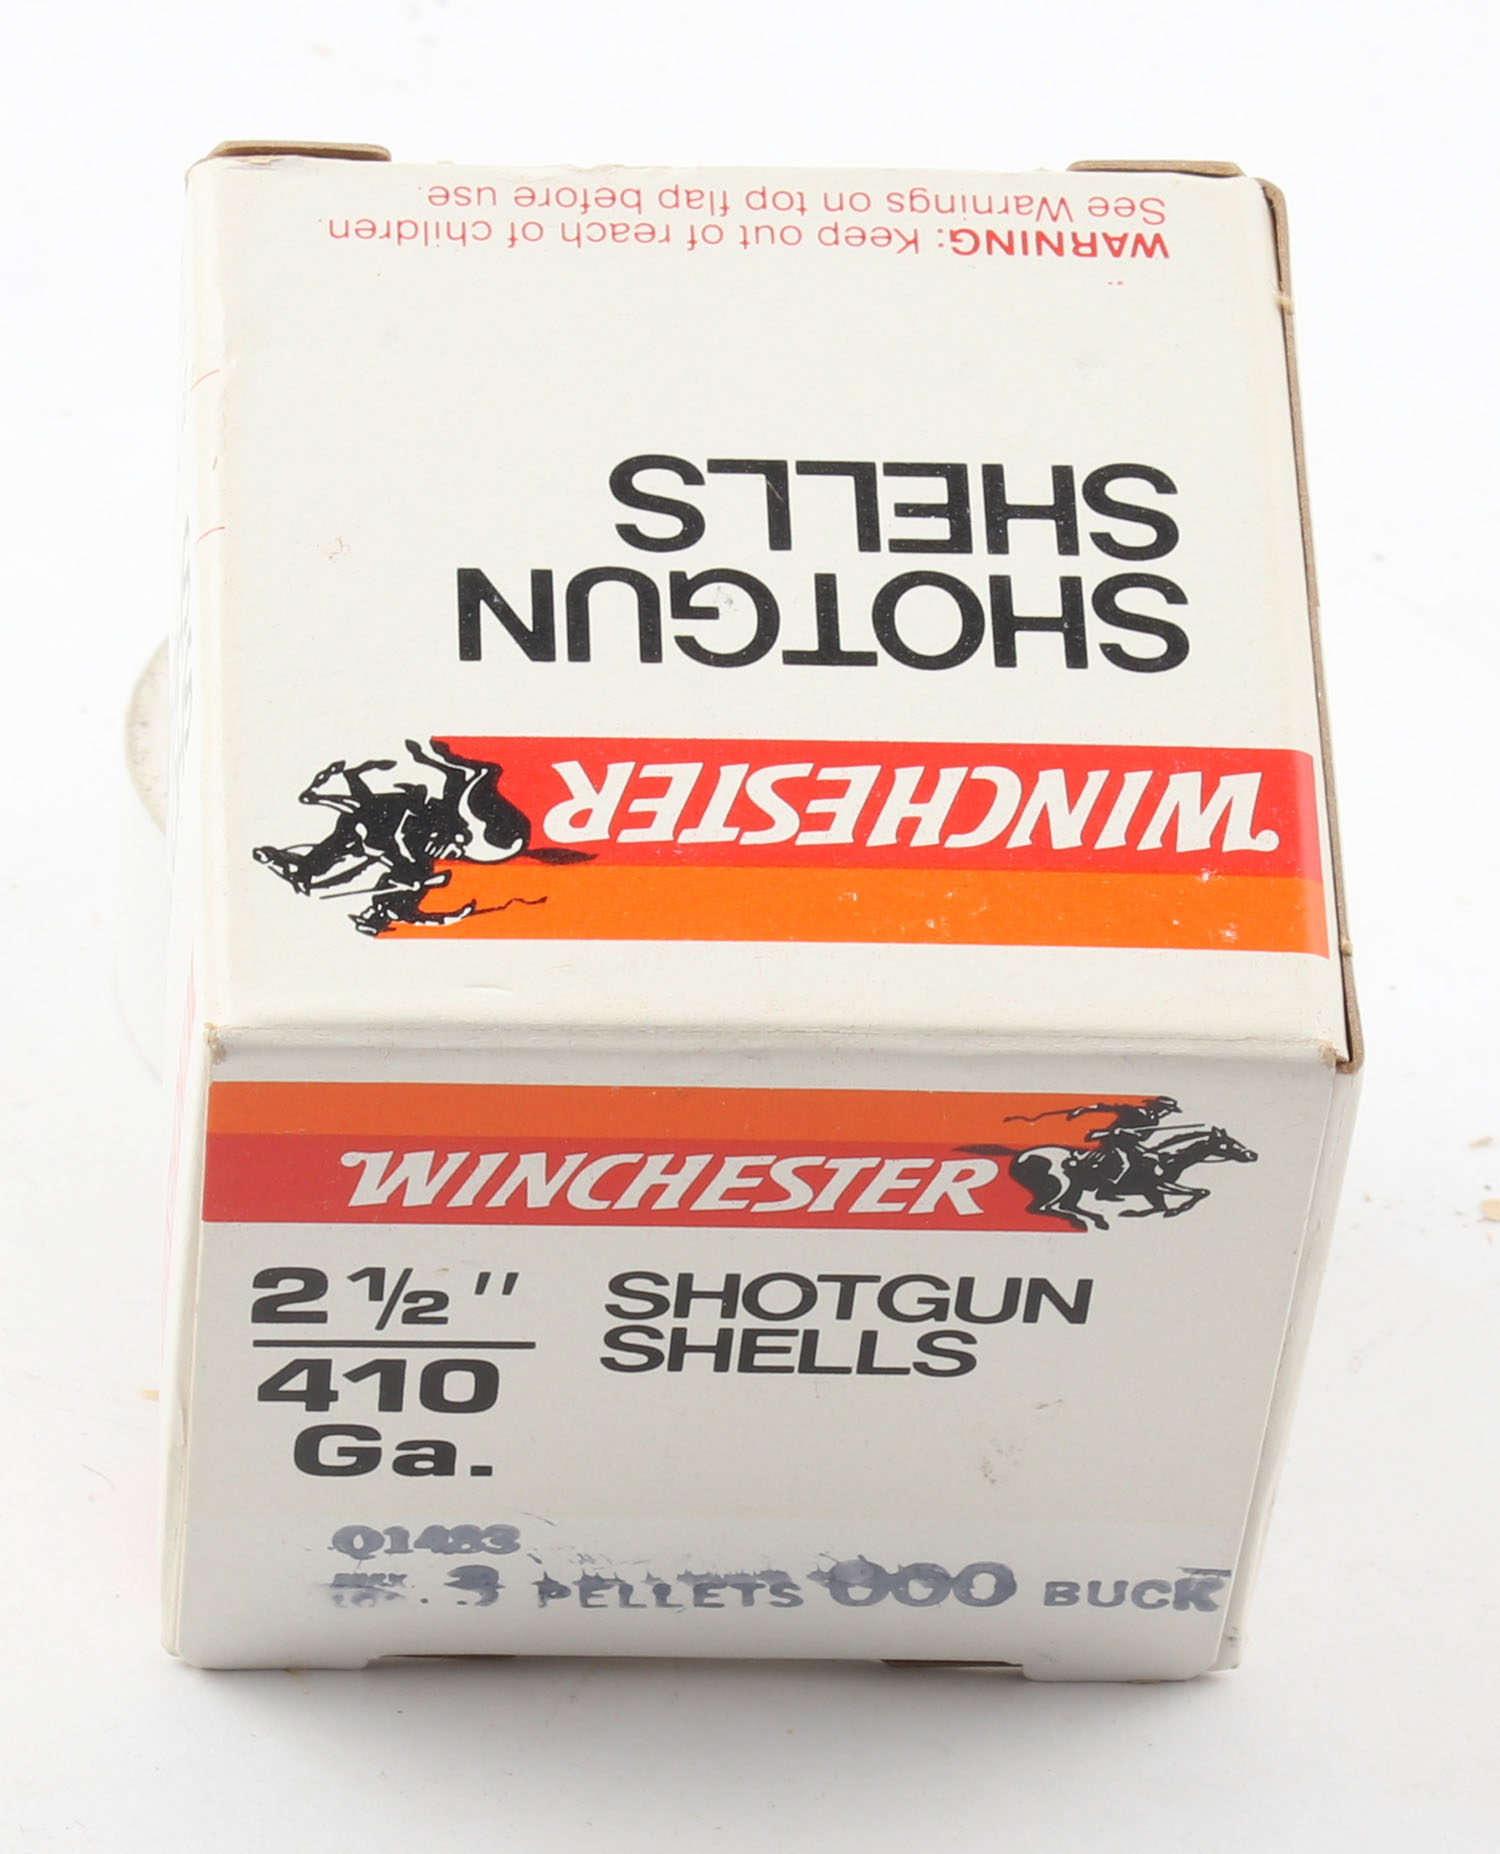 WARNING: Keep out of reach of children.
See Warnings on top flap before use.
SHOTGUN
SHELLS
WINCHESTER
WINCHESTER
2 1/2" SHOTGUN
SHELLS
410
Ga.
Q1483
3 PELLETS 000 BUCK